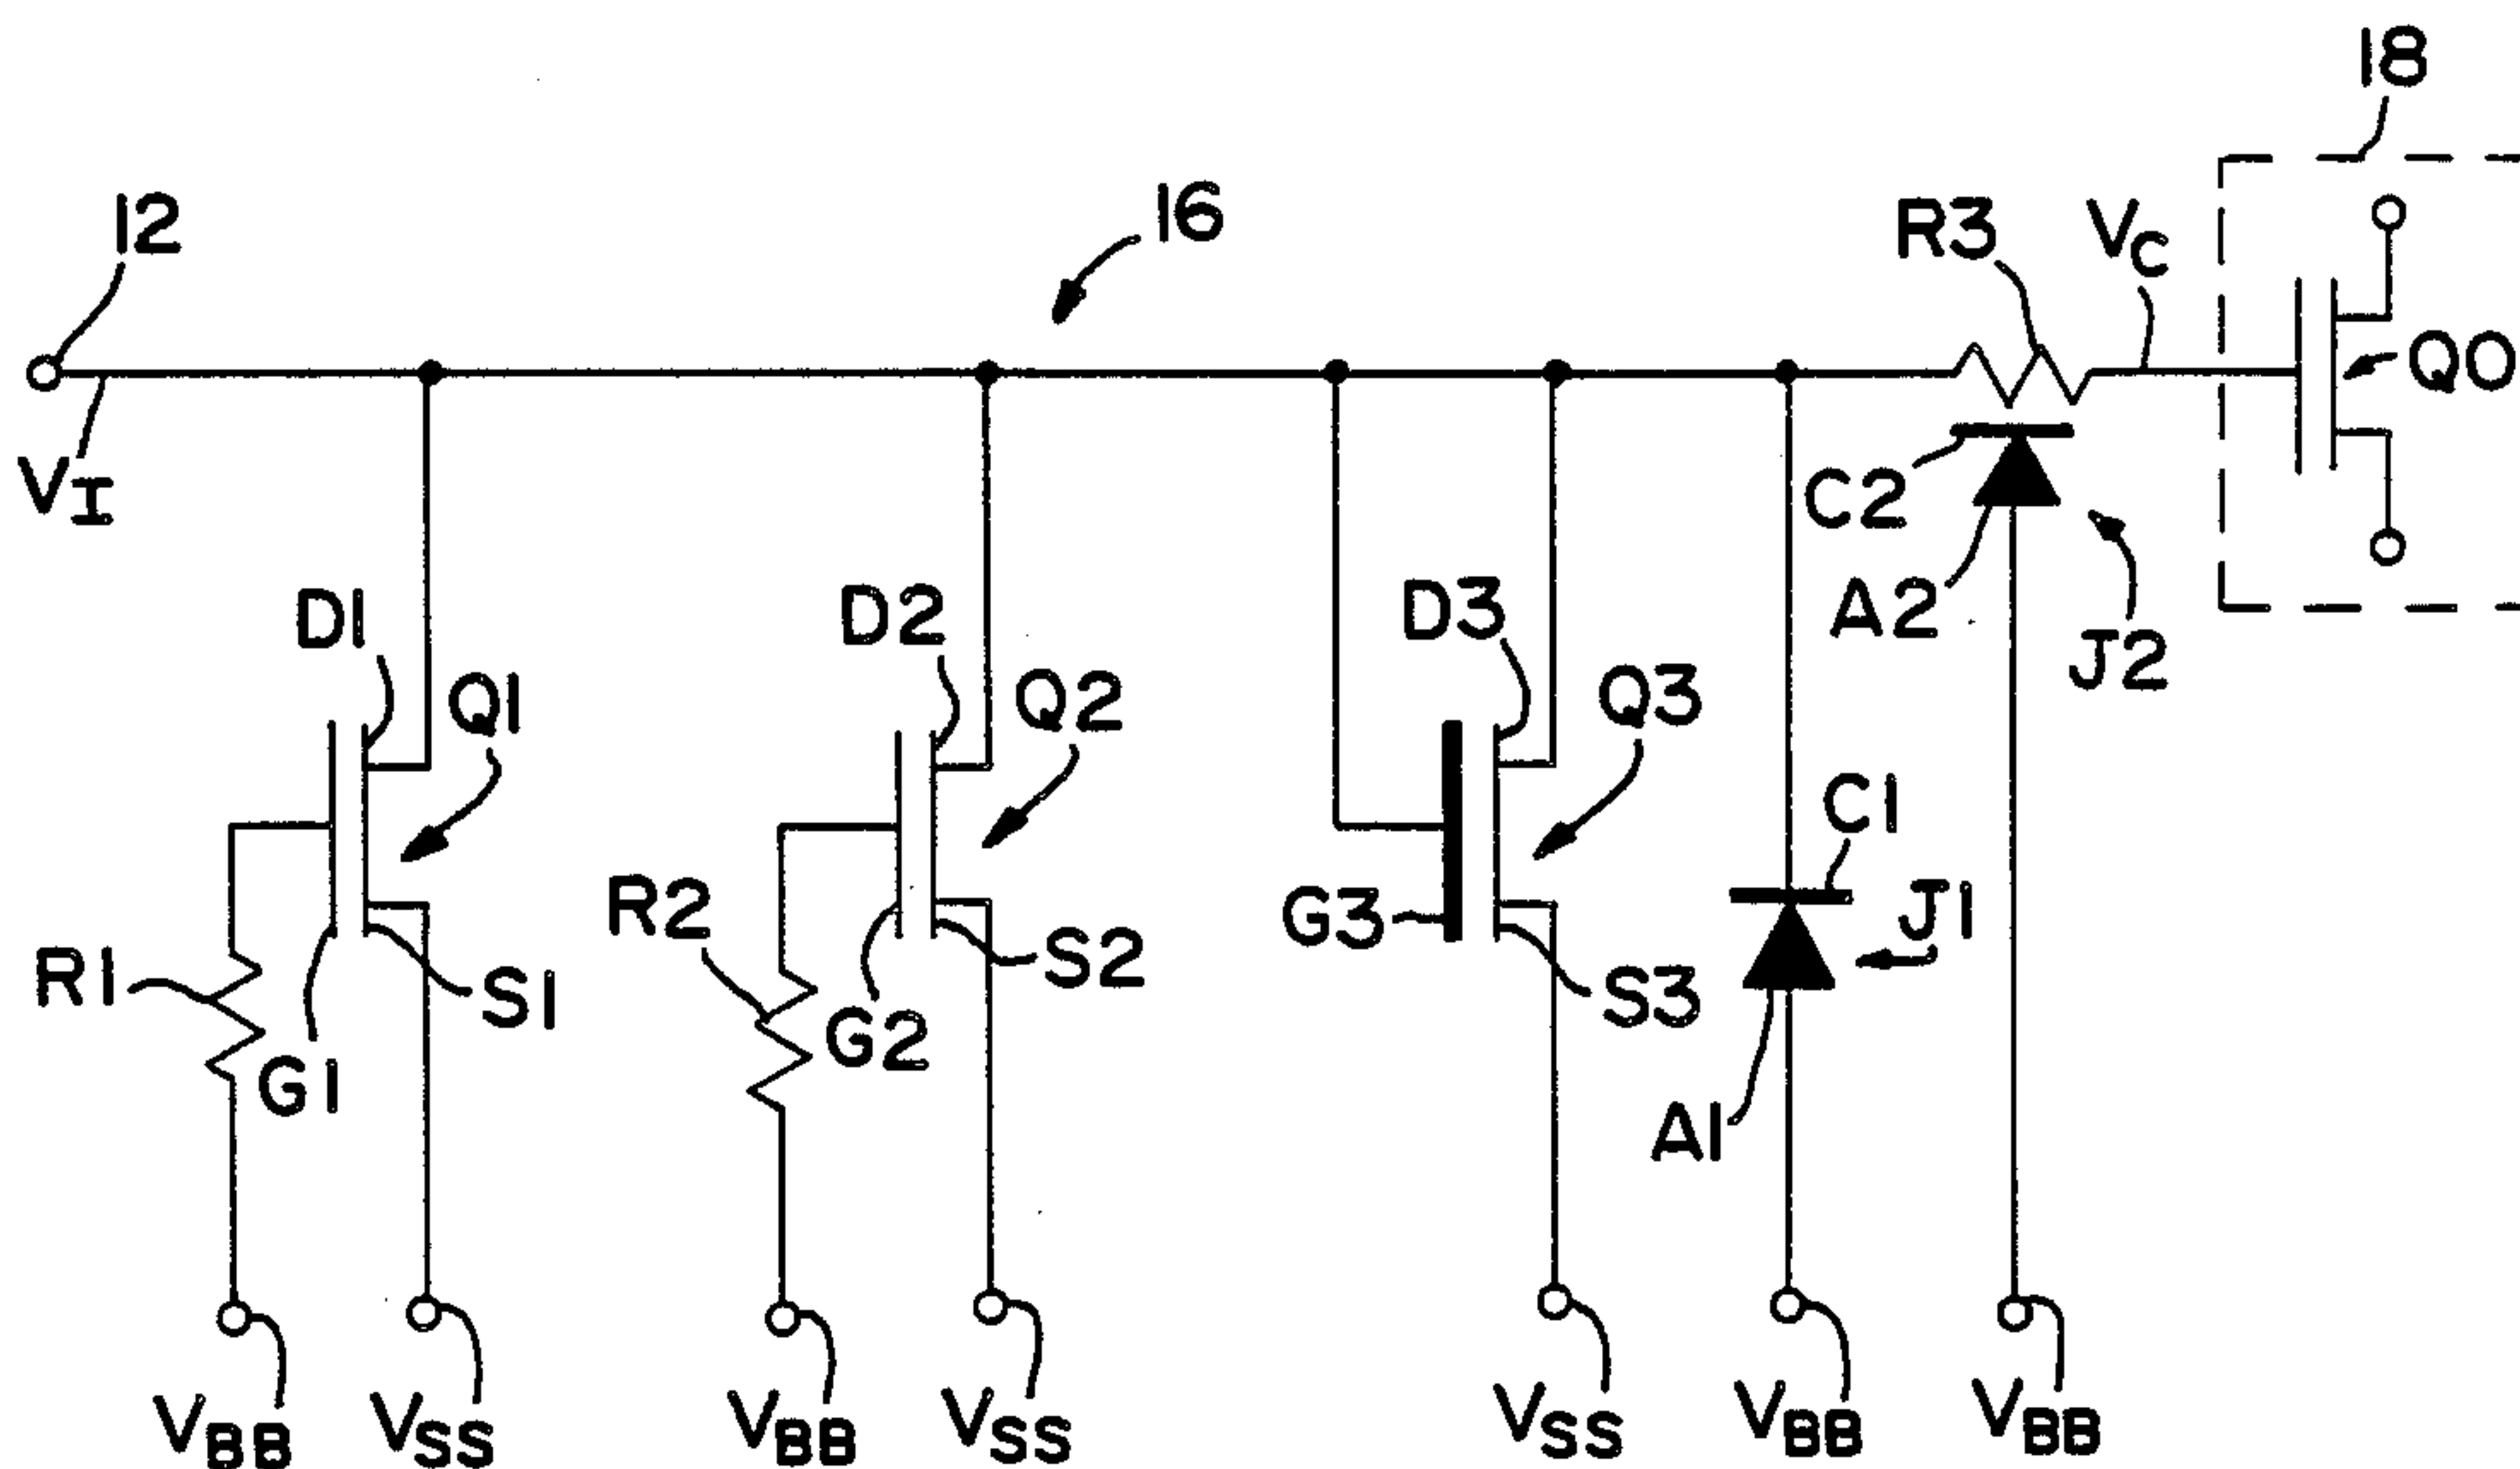 18
12
16
R3
VC
QO
VI
C2
A2
J2
D1
Q1
D2
Q2
D3
Q3
C1
J1
R1
G1
S1
R2
G2
S2
G3
S3
A1
VBB
VSS
VBB
VSS
VSS
VBB
VBB